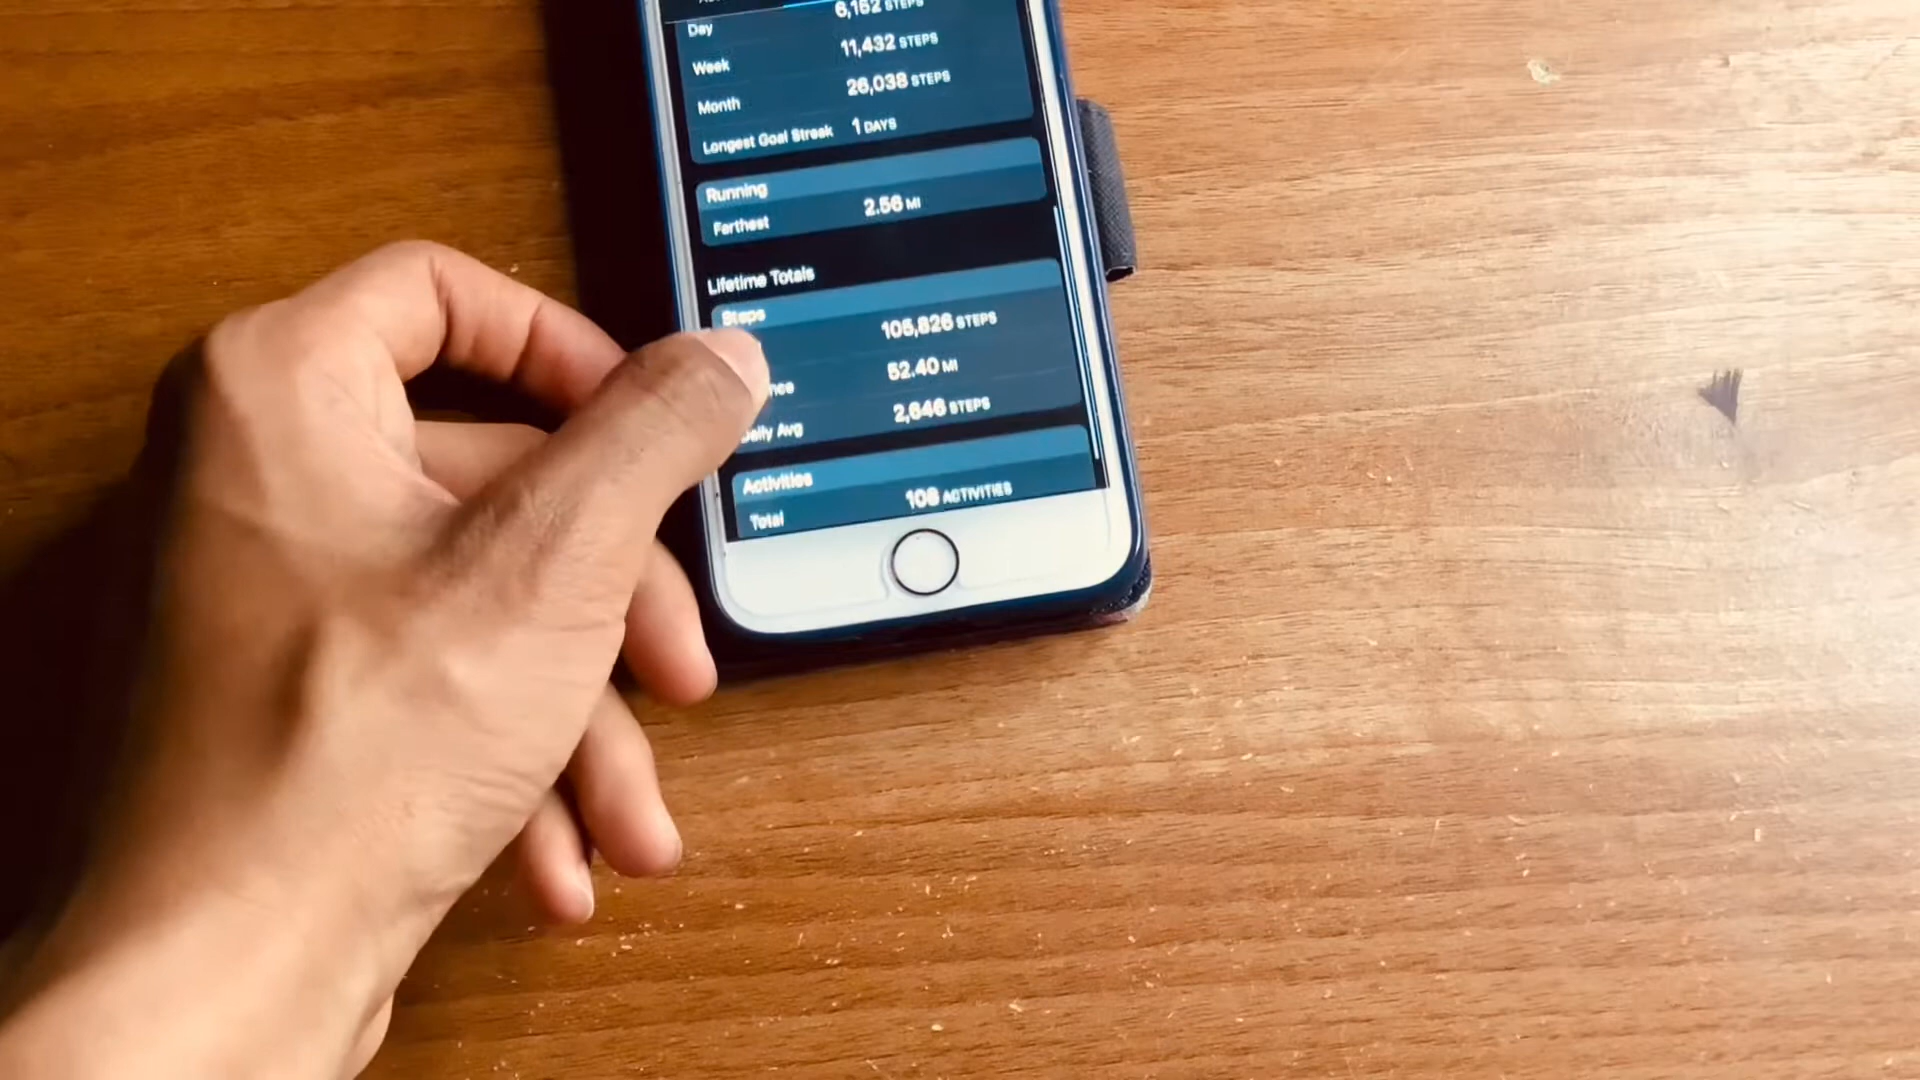 Day 6,152 STEPS
Week 11,432 STEPS
Month 26,038 STEPS
Longest Goal Streak 1 DAYS
Running
Farthest 2.56 MI
Lifetime Totals
Steps
105,826 STEPS
nce 52.40 MI
Daily Avg 2,646 STEPS
Activities
Total 108 ACTIVITIES